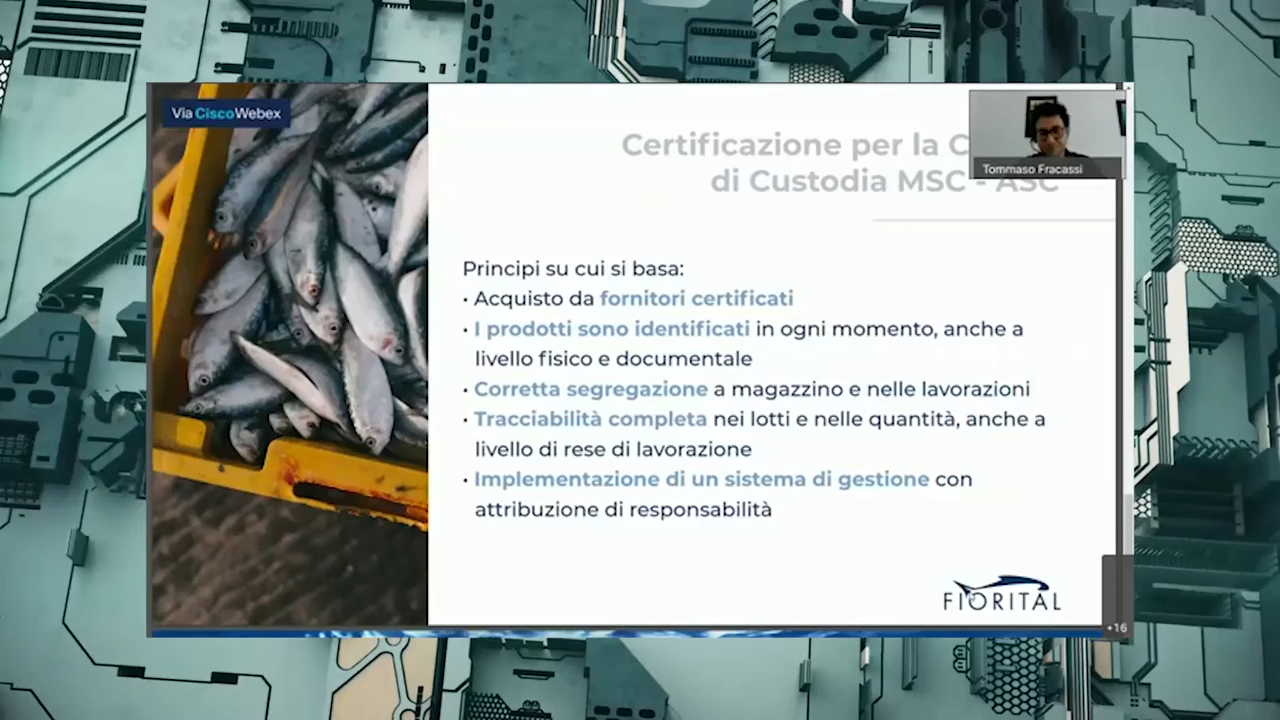 Via CiscoWebex
Certificazione per la C
di Custodia MSC - ASC
Tommaso Fracassi
Principi su cui si basa:
· Acquisto da fornitori certificati
· I prodotti sono identificati in ogni momento, anche a
livello fisico e documentale
· Corretta segregazione a magazzino e nelle lavorazioni
· Tracciabilità completa nei lotti e nelle quantità, anche a
livello di rese di lavorazione
· Implementazione di un sistema di gestione con
attribuzione di responsabilità
FIORITAL
+16